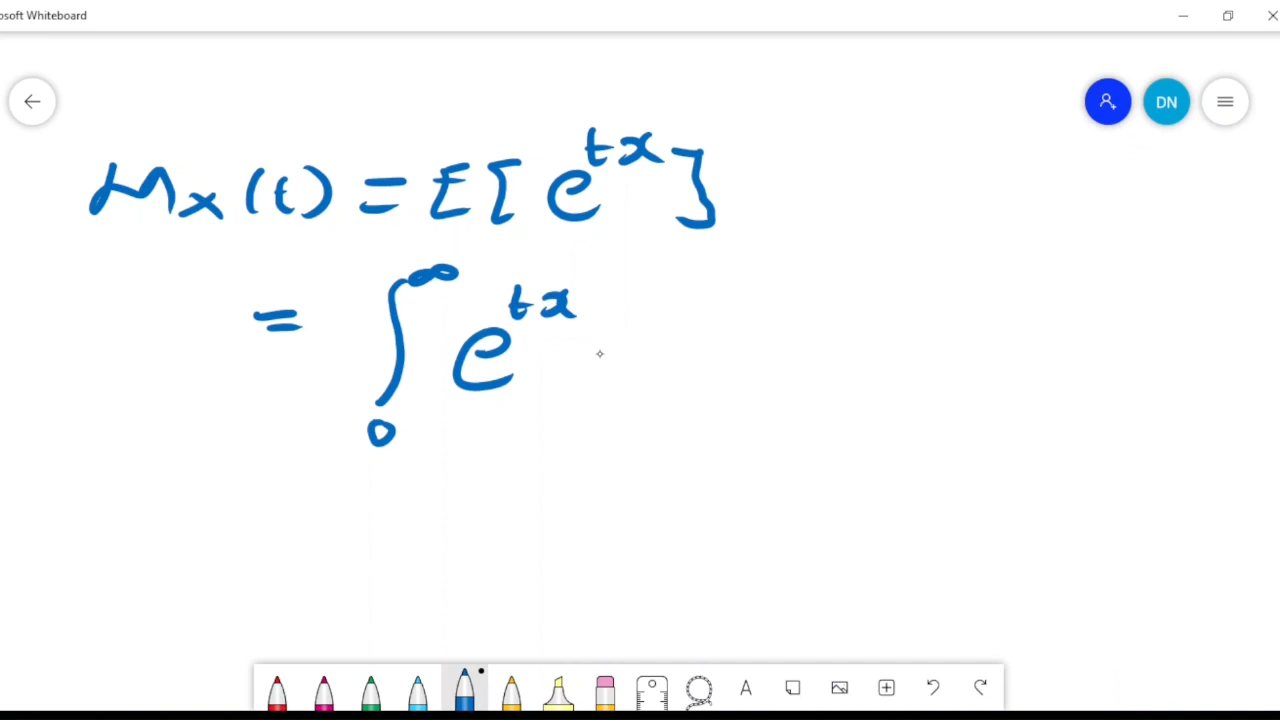 osoft Whiteboard
DN
Mx(t) = E[e^{tx}]
= ∫_0^∞ e^{tx}
A